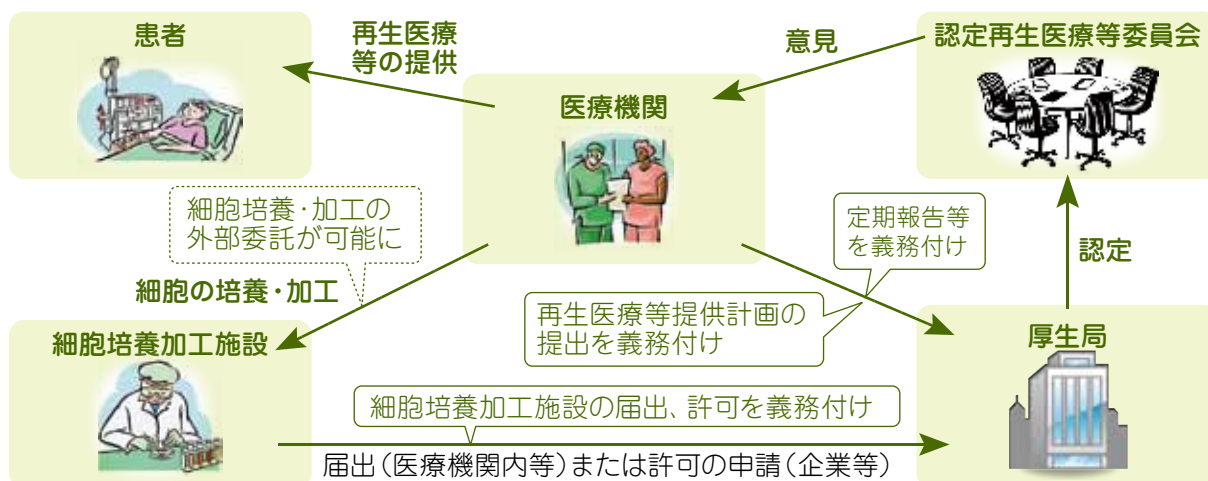 患者
再生医療
等の提供
意見
認定再生医療等委員会
医療機関
細胞培養・加工の
外部委託が可能に
定期報告等
を義務付け
認定
細胞の培養・加工
再生医療等提供計画の
提出を義務付け
細胞培養加工施設
厚生局
細胞培養加工施設の届出、許可を義務付け
届出（医療機関内等）または許可の申請（企業等）